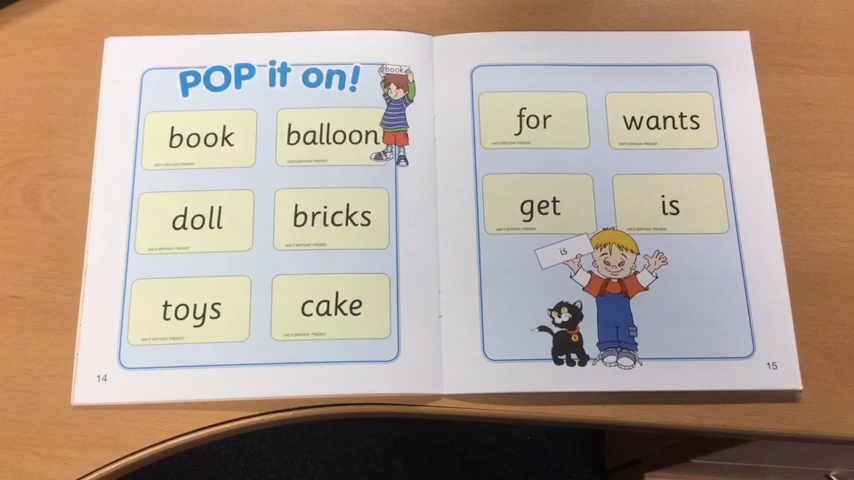 POP it on!
book
book
balloon
doll
bricks
toys
cake
14
for
wants
get
is
is
15